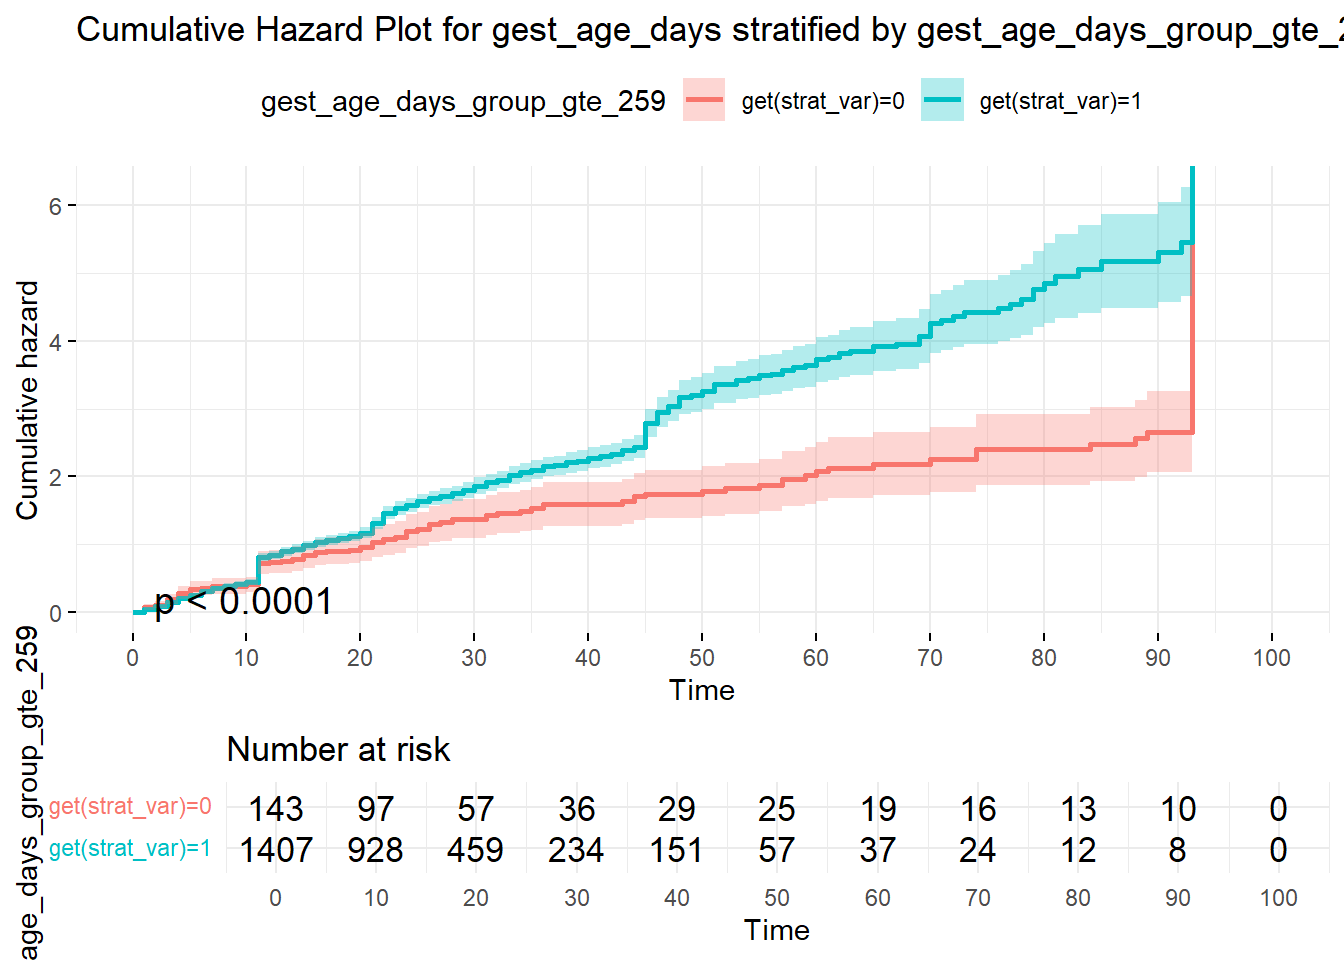 Cumulative Hazard Plot for gest_age_days stratified by gest_age_days_group_gte_2
gest_age_days_group_gte_259 get(strat_var)=0 get(strat_var)=1
Cumulative hazard
6
4
2
0
p < 0.0001
0 10 20 30 40 50 60 70 80 90 100
Time
Number at risk
age_days_group_gte_259
get(strat_var)=0 143 97 57 36 29 25 19 16 13 10 0
get(strat_var)=1 1407 928 459 234 151 57 37 24 12 8 0
0 10 20 30 40 50 60 70 80 90 100
Time